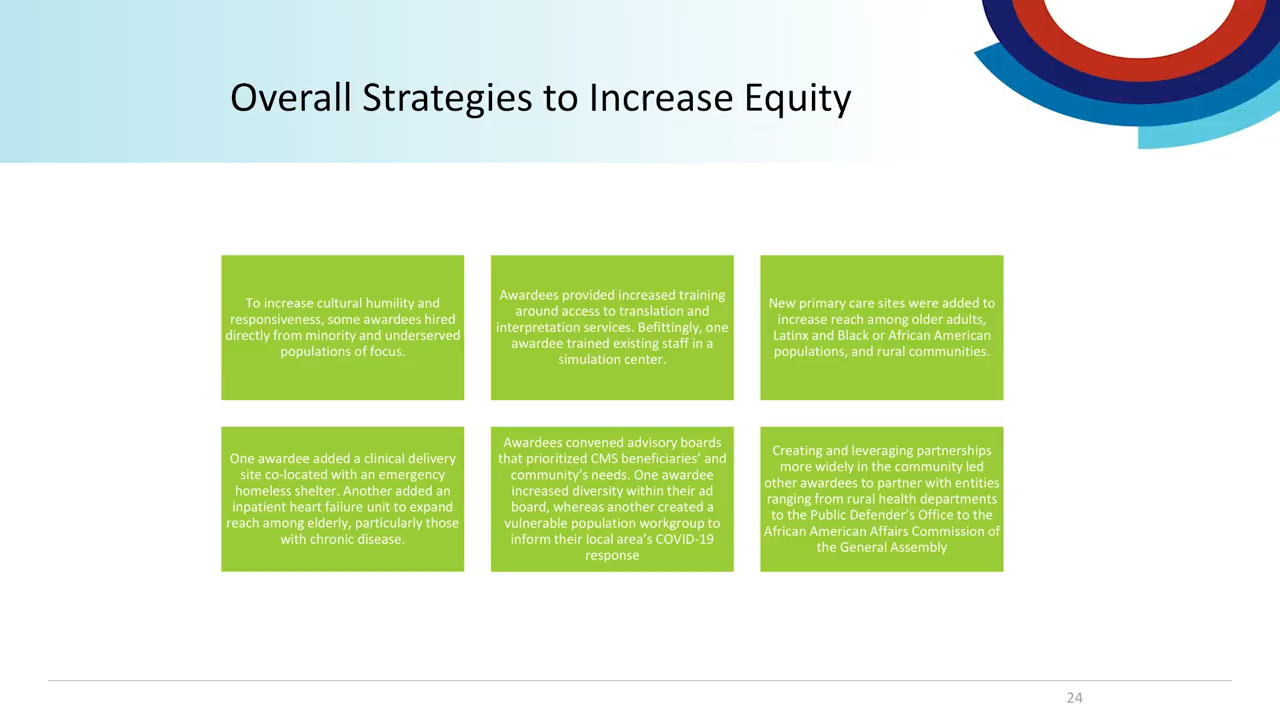 Overall Strategies to Increase Equity
To increase cultural humility and
responsiveness, some awardees hired
directly from minority and underserved
populations of focus.
Awardees provided increased training
around access to translation and
interpretation services. Befittingly, one
awardee trained existing staff in a
simulation center.
New primary care sites were added to
increase reach among older adults,
Latinx and Black or African American
populations, and rural communities.
One awardee added a clinical delivery
site co-located with an emergency
homeless shelter. Another added an
inpatient heart failure unit to expand
reach among elderly, particularly those
with chronic disease.
Awardees convened advisory boards
that prioritized CMS beneficiaries’ and
community’s needs. One awardee
increased diversity within their ad
board, whereas another created a
vulnerable population workgroup to
inform their local area’s COVID-19
response
Creating and leveraging partnerships
more widely in the community led
other awardees to partner with entities
ranging from rural health departments
to the Public Defender’s Office to the
African American Affairs Commission of
the General Assembly
24